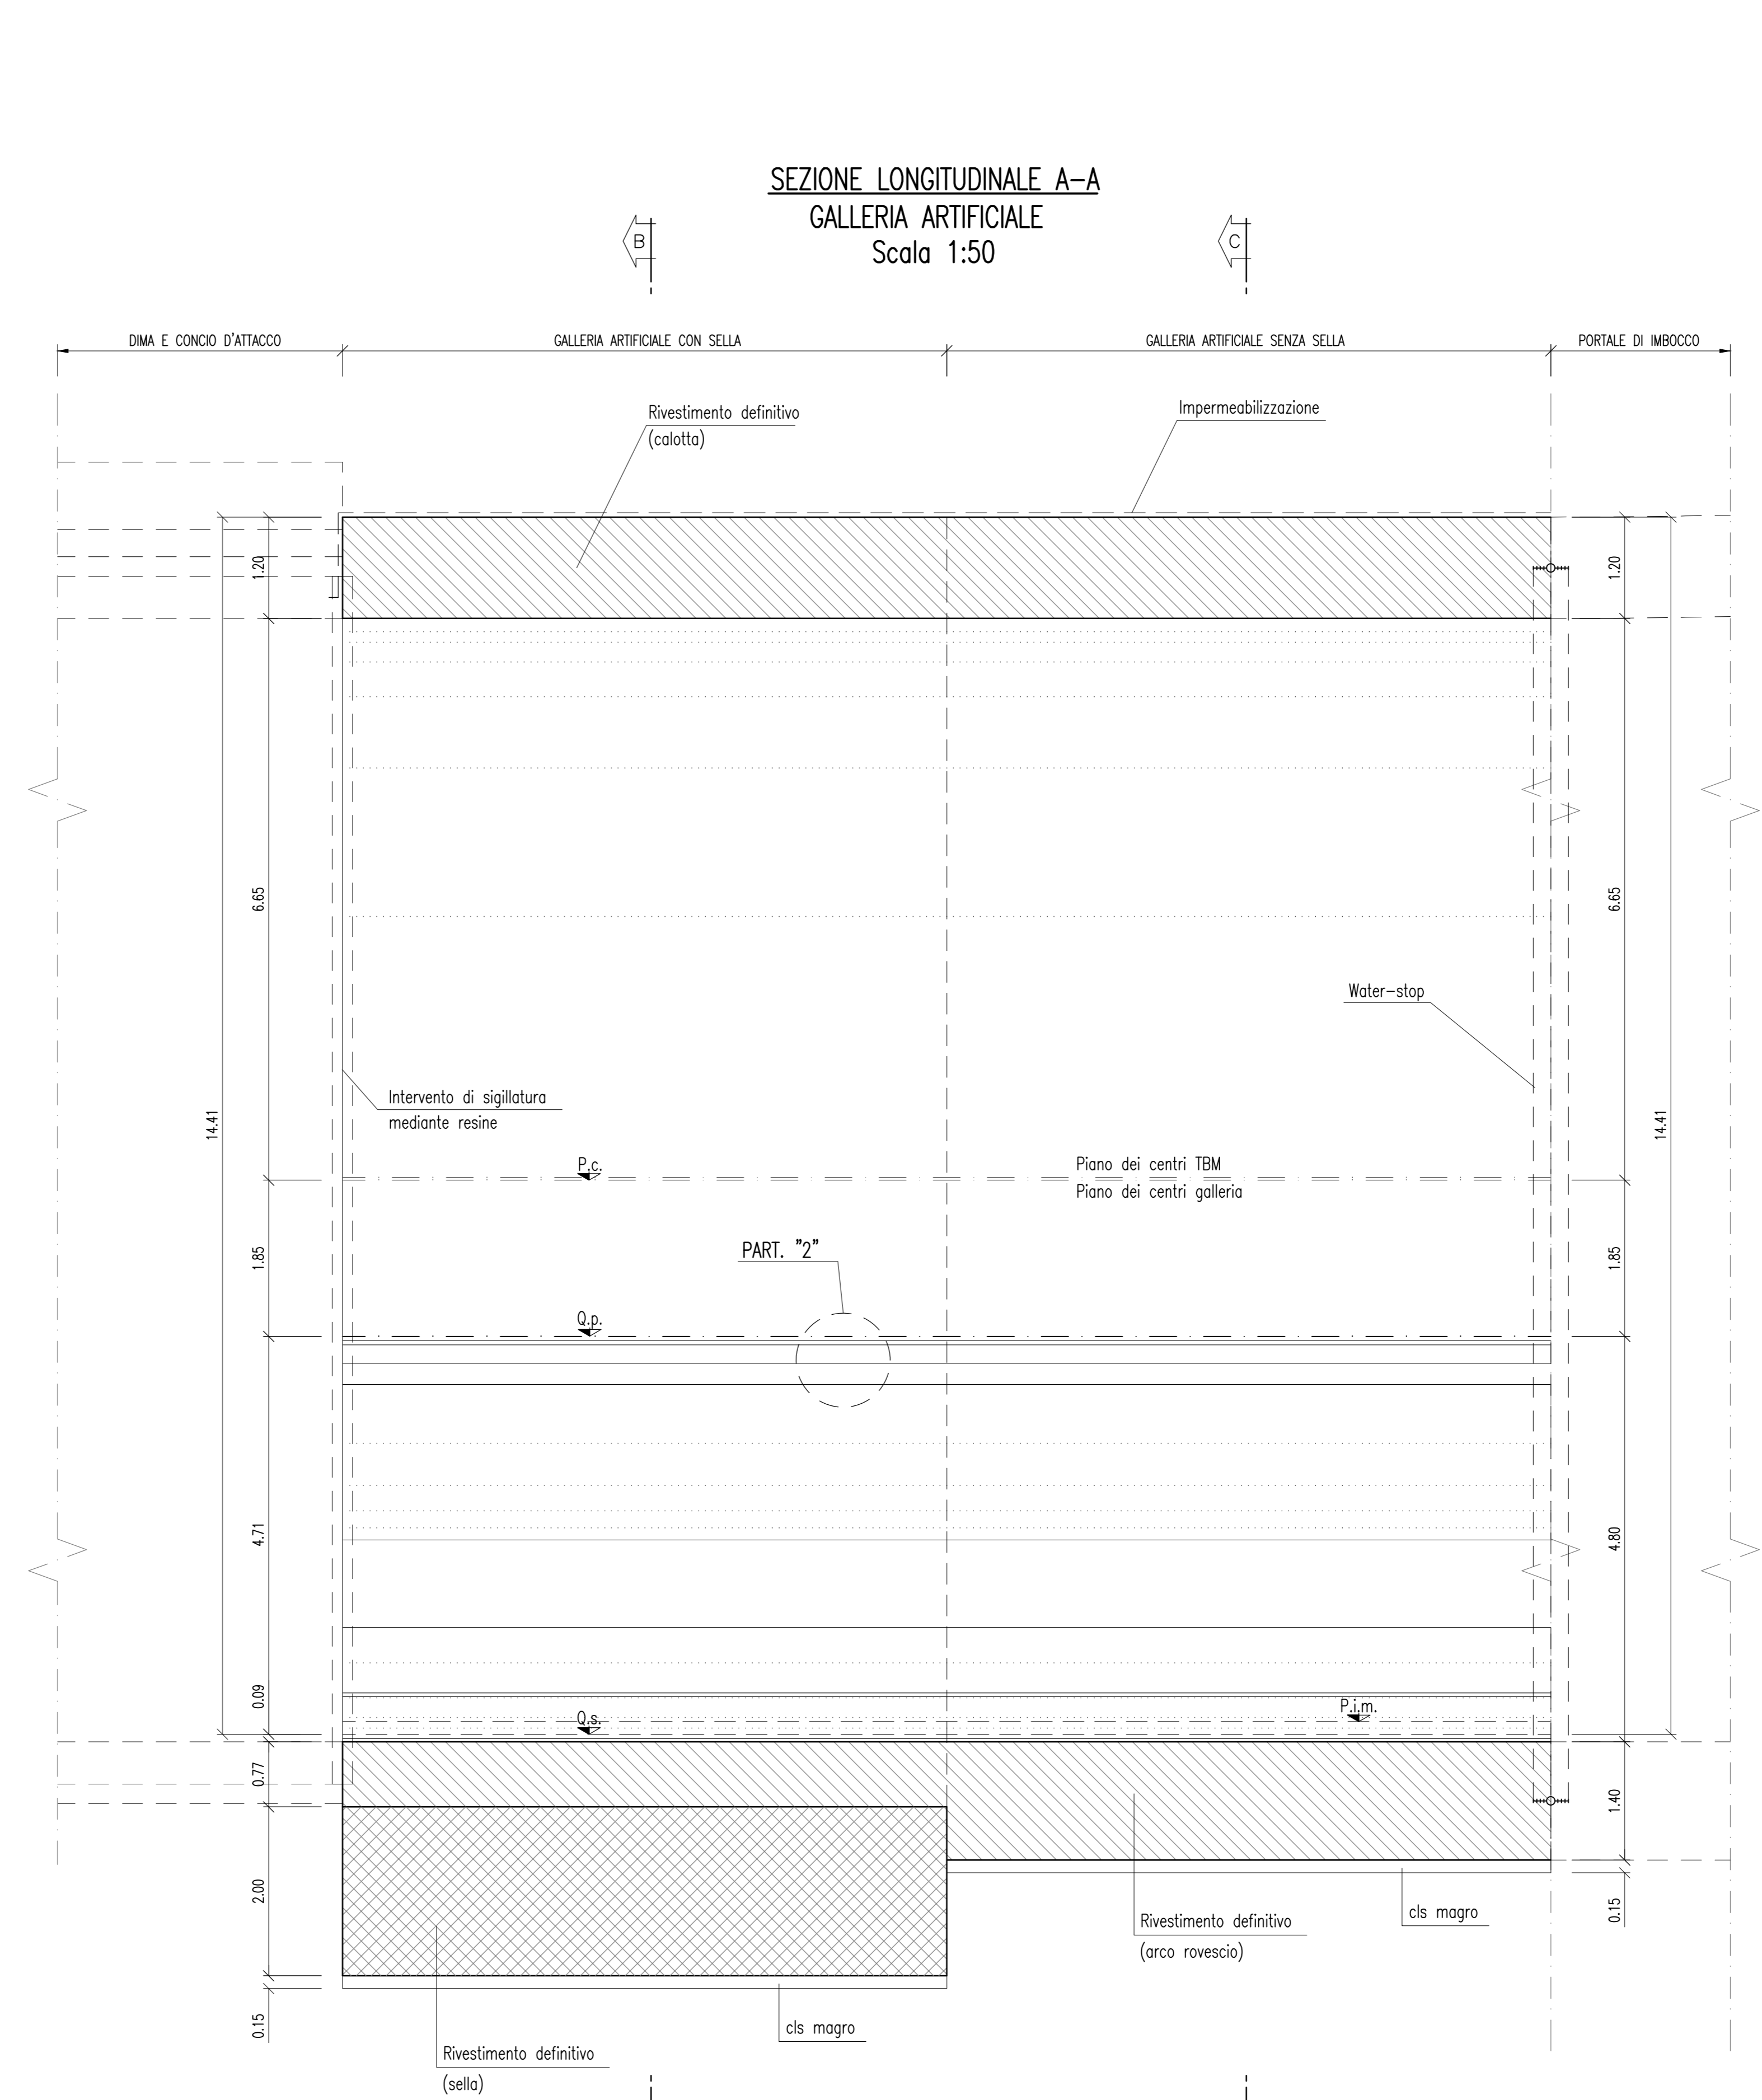 SEZIONE LONGITUDINALE A-A
GALLERIA ARTIFICIALE
Scala 1:50
B
C
DIMA E CONCIO D'ATTACCO
GALLERIA ARTIFICIALE CON SELLA
GALLERIA ARTIFICIALE SENZA SELLA
PORTALE DI IMBOCCO
Rivestimento definitivo
(calotta)
Impermeabilizzazione
1.20
1.20
6.65
6.65
Water-stop
Intervento di sigillatura
mediante resine
14.41
14.41
P.c.
Piano dei centri TBM
Piano dei centri galleria
1.85
1.85
PART. "2"
Q.p.
4.71
4.80
0.09
Q.s.
P.i.m.
0.77
1.40
2.00
0.15
cls magro
Rivestimento definitivo
(arco rovescio)
0.15
cls magro
Rivestimento definitivo
(sella)